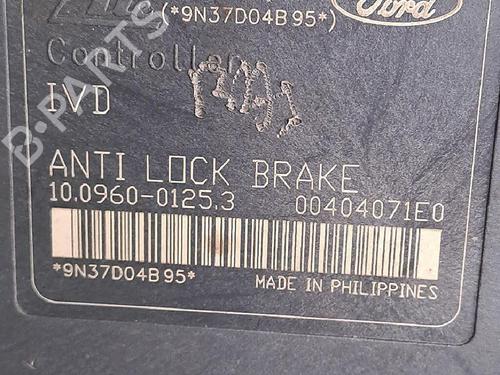 (*9N37D04B95*)
Ford
Controller
IVD
ANTI LOCK BRAKE
10.0960-0125.3 00404071E0
*9N37D04B95*
MADE IN PHILIPPINES
B-PARTS